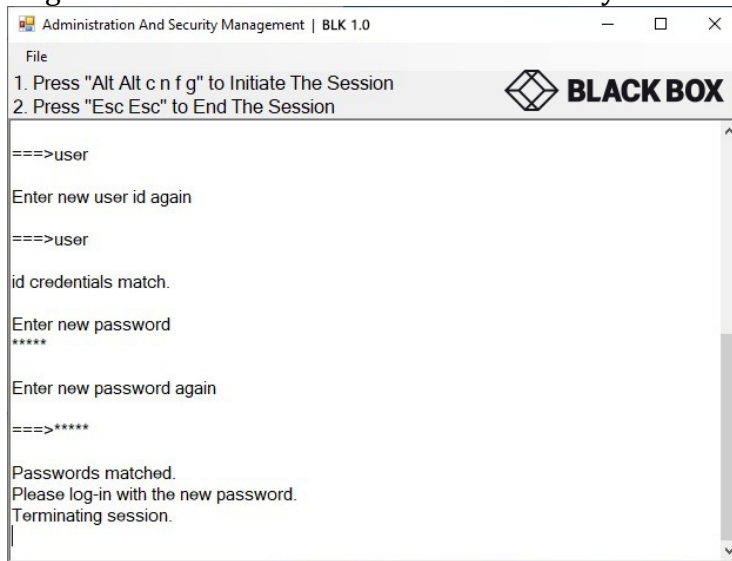 Administration And Security Management | BLK 1.0
File
1. Press "Alt Alt c n f g" to Initiate The Session
2. Press "Esc Esc" to End The Session
BLACK BOX
===>user
Enter new user id again
===>user
id credentials match.
Enter new password
*****
Enter new password again
===>*****
Passwords matched.
Please log-in with the new password.
Terminating session.